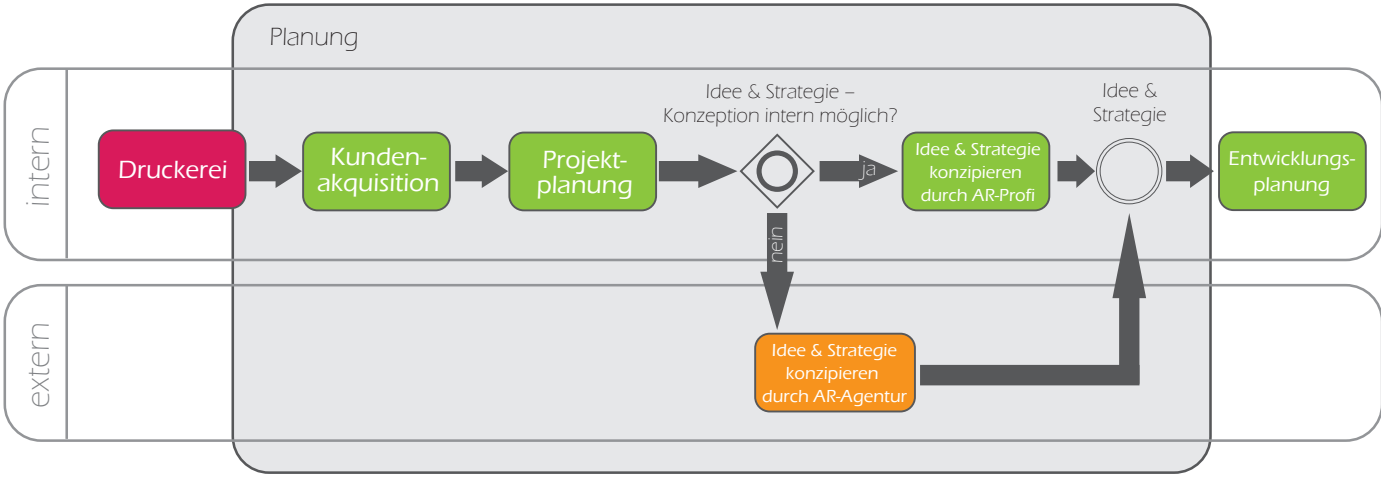 Planung
intern
Druckerei
Kunden-
akquisition
Projekt-
planung
Idee & Strategie –
Konzeption intern möglich?
ja
nein
Idee & Strategie
konzipieren
durch AR-Profi
Idee &
Strategie
Entwicklungs-
planung
extern
Idee & Strategie
konzipieren
durch AR-Agentur